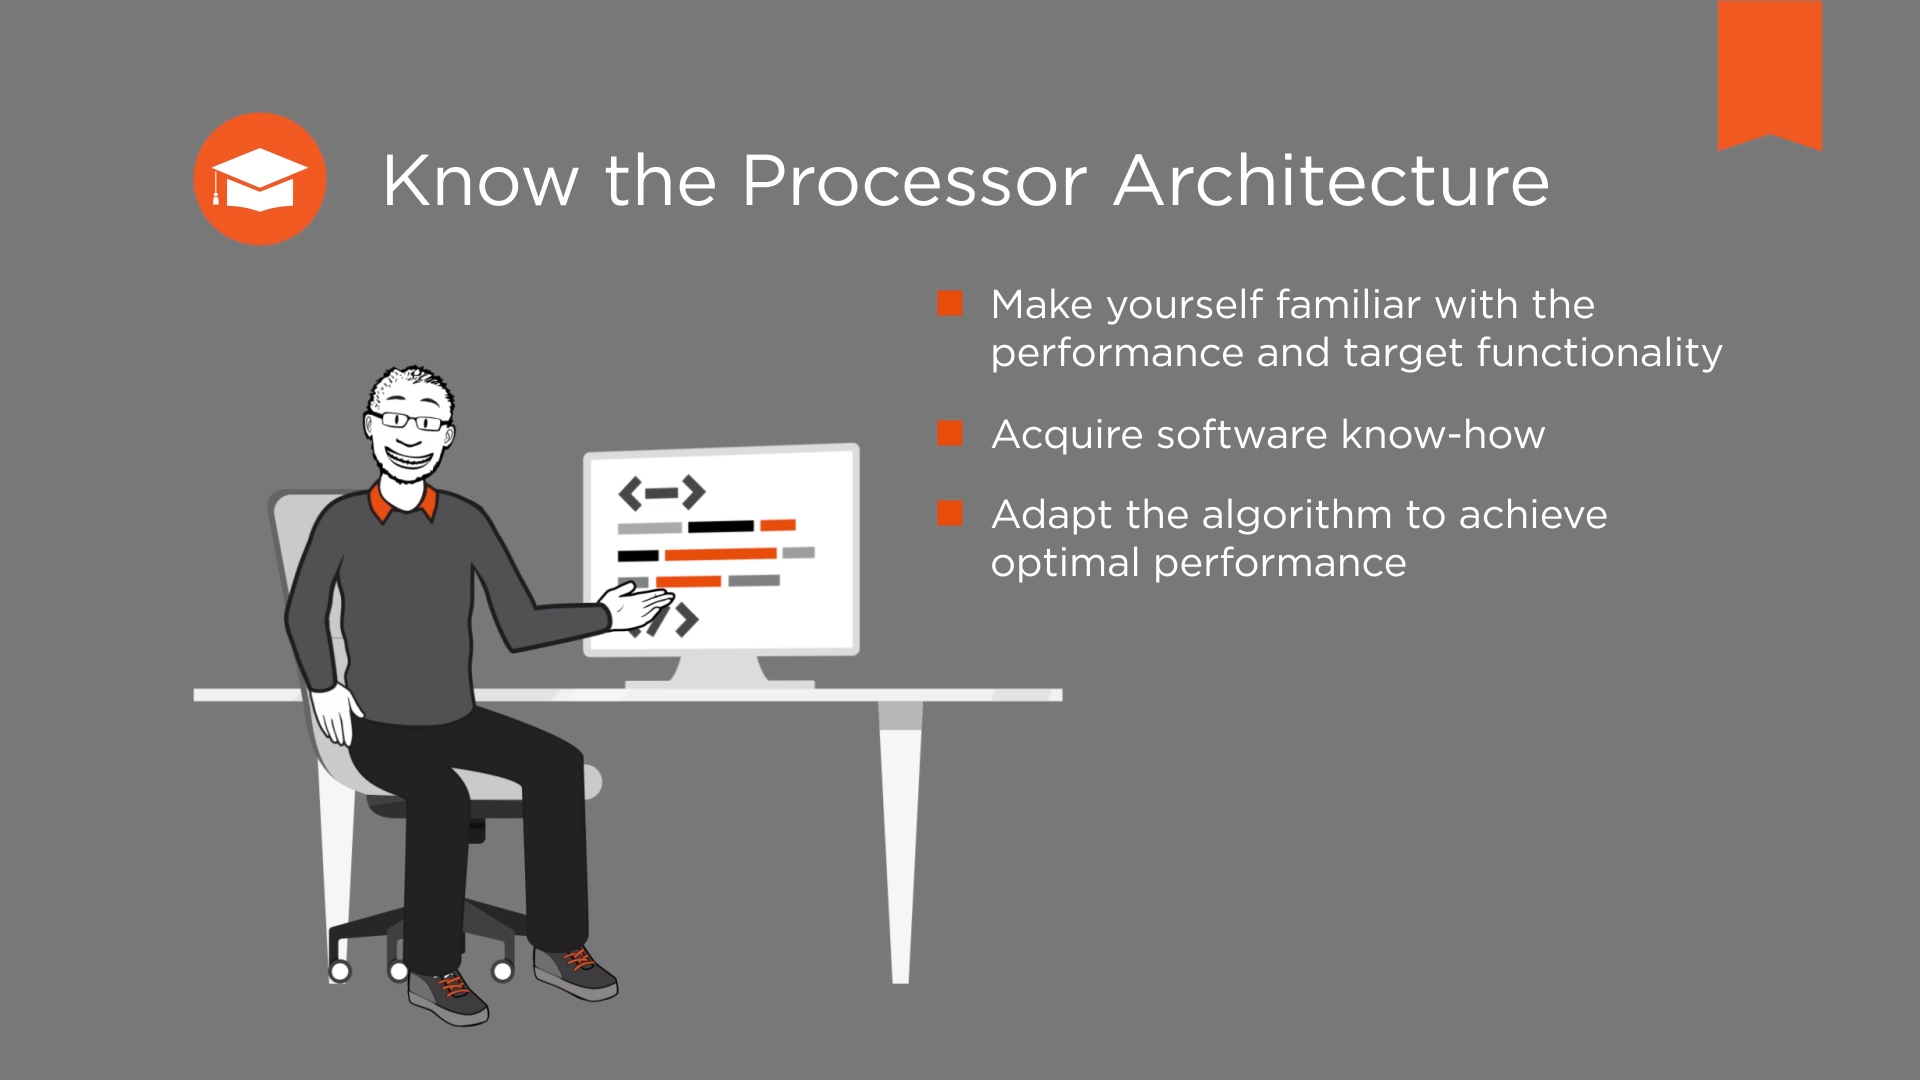 Know the Processor Architecture
Make yourself familiar with the
performance and target functionality
Acquire software know-how
Adapt the algorithm to achieve
optimal performance